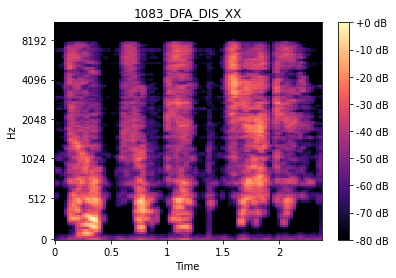 1083_DFA_DIS_XX
8192
4096
2048
1024
512
0
Hz
0
0.5
1
1.5
2
Time
+0 dB
-10 dB
-20 dB
-30 dB
-40 dB
-50 dB
-60 dB
-70 dB
-80 dB